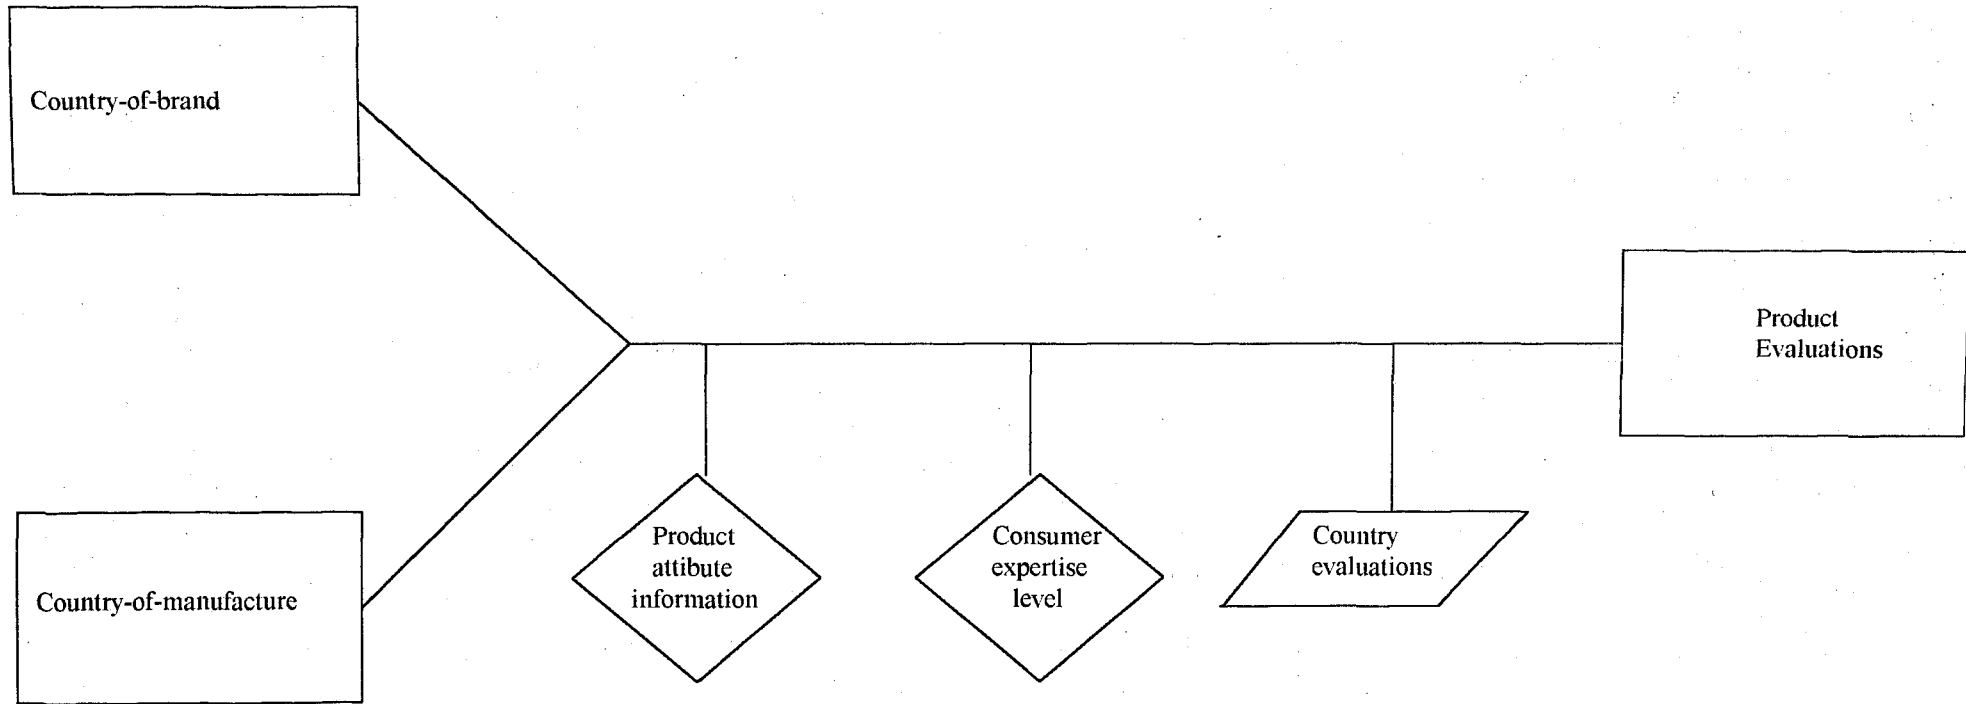 Country-of-brand
Product
Evaluations
Product
attibute
information
Consumer
expertise
level
Country
evaluations
Country-of-manufacture